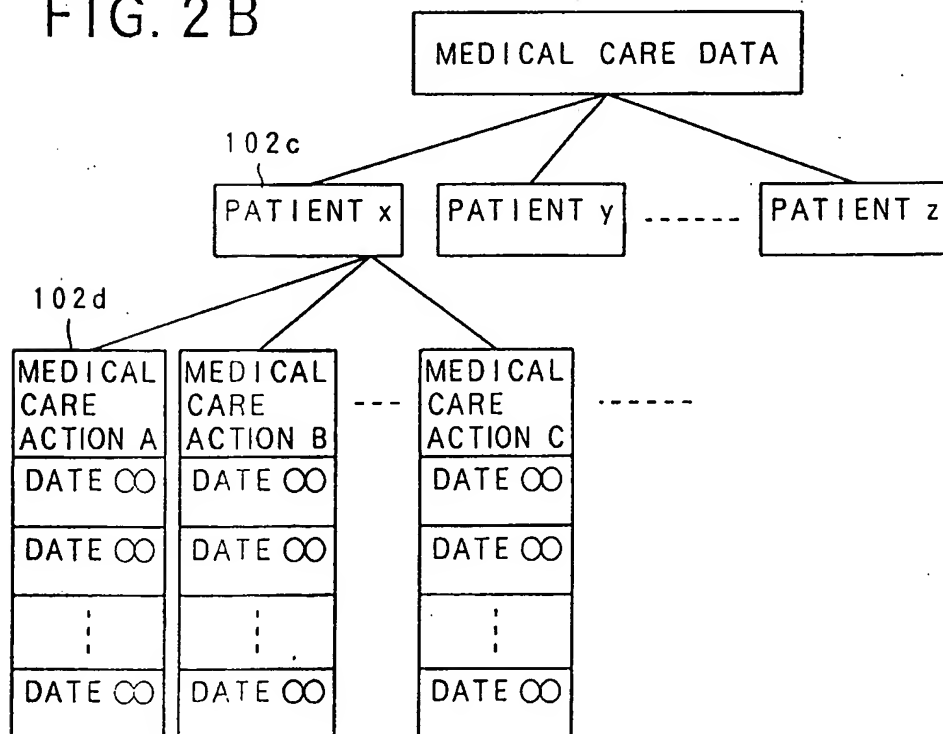 FIG. 2B
MEDICAL CARE DATA
102c
PATIENT x
PATIENT y
PATIENT z
102d
MEDICAL
CARE
ACTION A
MEDICAL
CARE
ACTION B
MEDICAL
CARE
ACTION C
DATE ○○
DATE ○○
DATE ○○
DATE ○○
DATE ○○
DATE ○○
DATE ○○
DATE ○○
DATE ○○